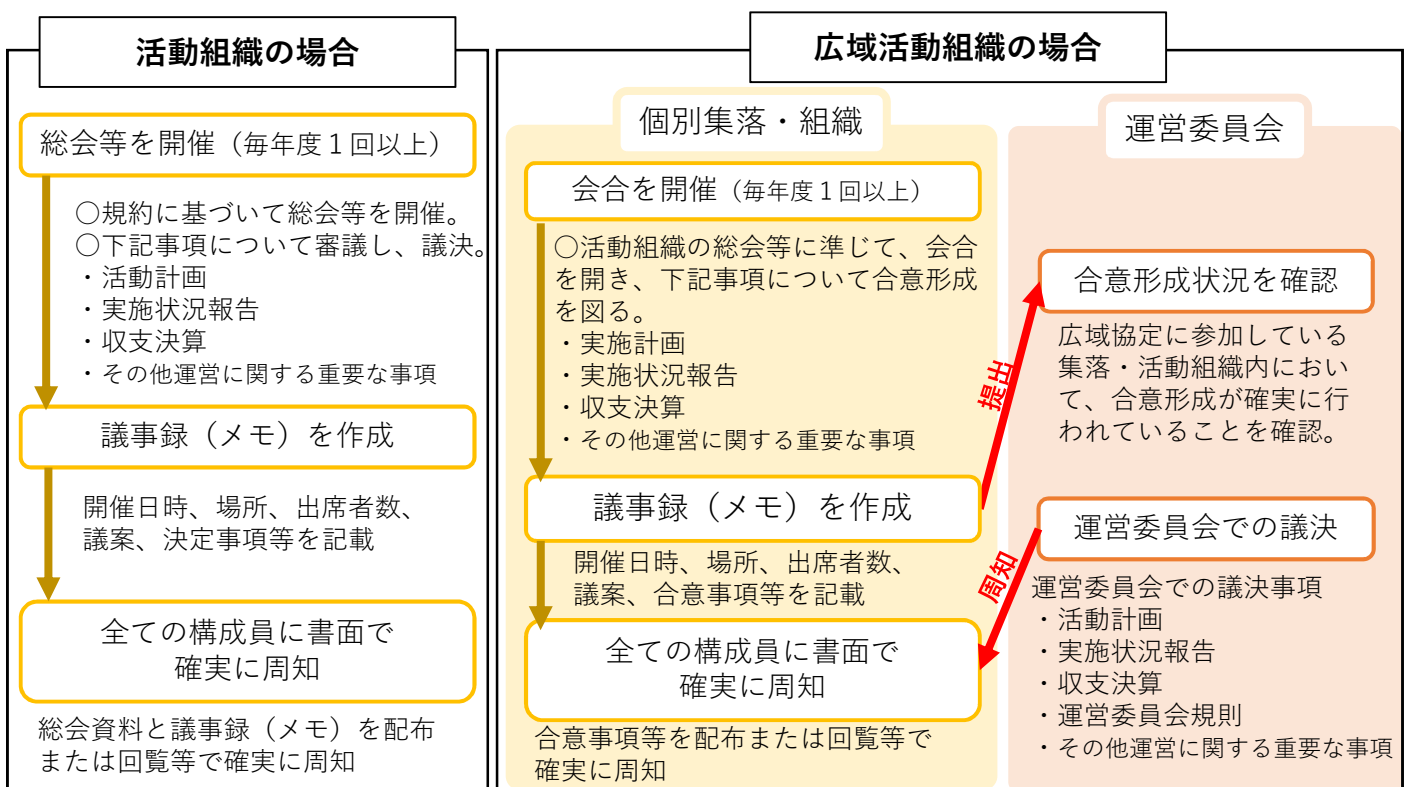 活動組織の場合
総会等を開催（毎年度１回以上）
○規約に基づいて総会等を開催。
○下記事項について審議し、議決。
・活動計画
・実施状況報告
・収支決算
・その他運営に関する重要な事項
議事録（メモ）を作成
開催日時、場所、出席者数、
議案、決定事項等を記載
全ての構成員に書面で
確実に周知
総会資料と議事録（メモ）を配布
または回覧等で確実に周知
広域活動組織の場合
個別集落・組織
会合を開催（毎年度１回以上）
○活動組織の総会等に準じて、会合
を開き、下記事項について合意形成
を図る。
・実施計画
・実施状況報告
・収支決算
・その他運営に関する重要な事項
議事録（メモ）を作成
開催日時、場所、出席者数、
議案、合意事項等を記載
全ての構成員に書面で
確実に周知
合意事項等を配布または回覧等で
確実に周知
提出
周知
運営委員会
合意形成状況を確認
広域協定に参加している
集落・活動組織内におい
て、合意形成が確実に行
われていることを確認。
運営委員会での議決
運営委員会での議決事項
・活動計画
・実施状況報告
・収支決算
・運営委員会規則
・その他運営に関する重要な事項